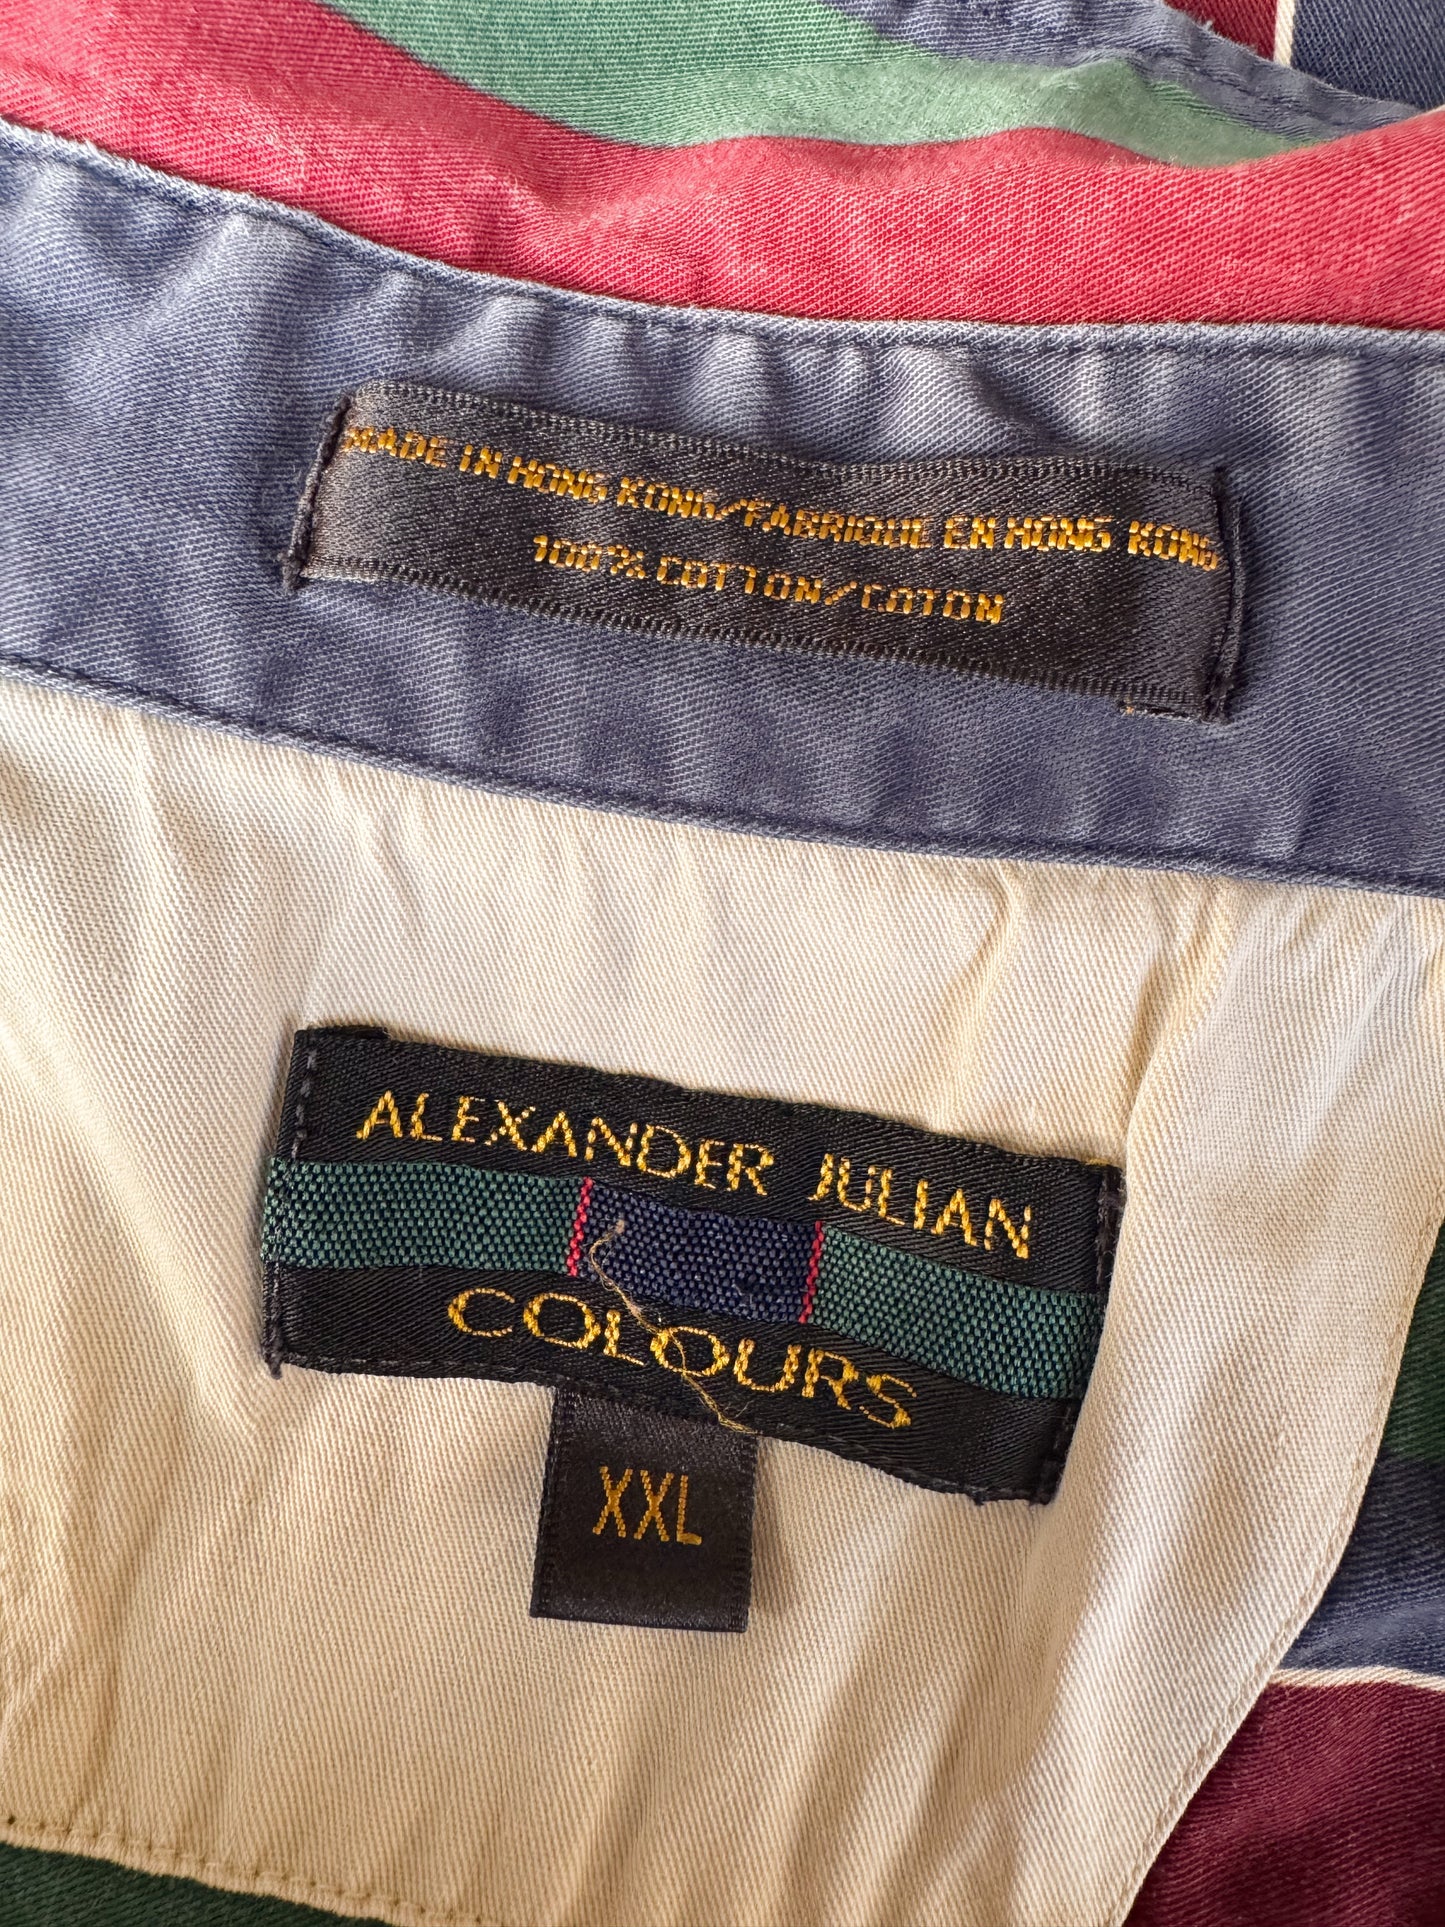 MADE IN HONG KONG/FABRIQUE EN HONG KONG
100% COTTON/COTON
ALEXANDER JULIAN
COLOURS
XXL